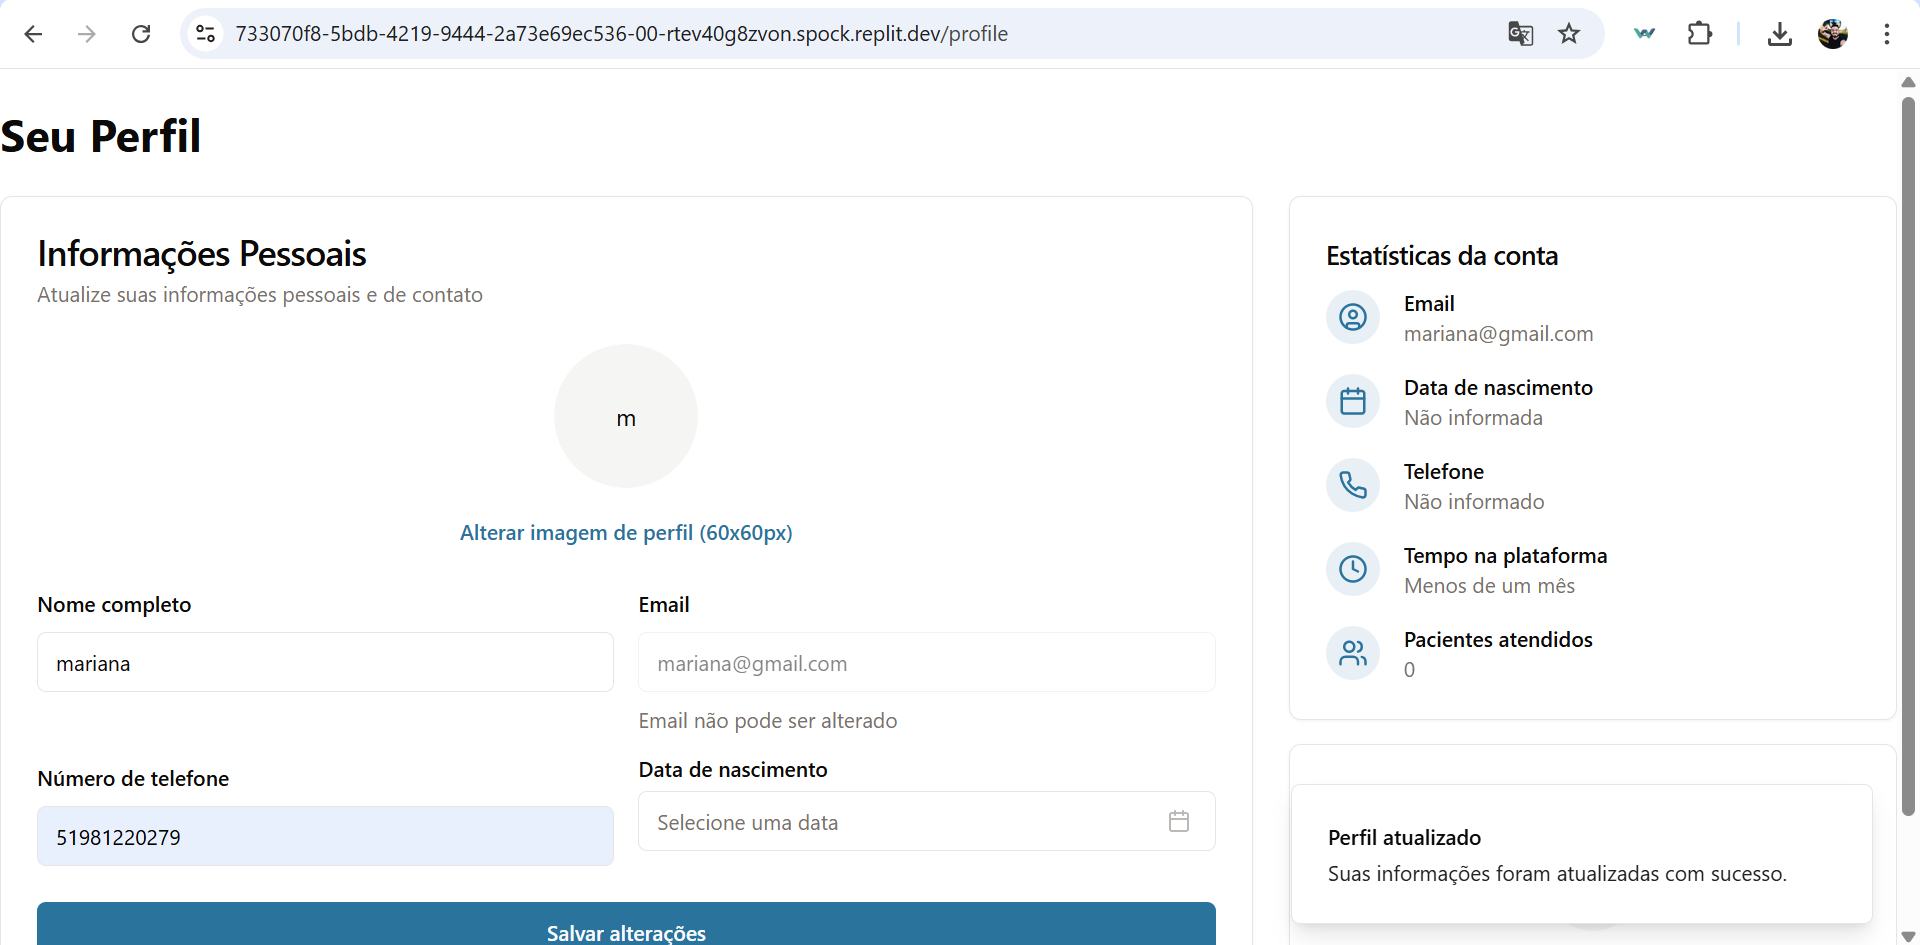 733070f8-5bdb-4219-9444-2a73e69ec536-00-rtev40g8zvon.spock.replit.dev/profile
Seu Perfil
Informações Pessoais
Atualize suas informações pessoais e de contato
m
Alterar imagem de perfil (60x60px)
Nome completo
mariana
Email
mariana@gmail.com
Email não pode ser alterado
Número de telefone
51981220279
Data de nascimento
Selecione uma data
Salvar alterações
Estatísticas da conta
Email
mariana@gmail.com
Data de nascimento
Não informada
Telefone
Não informado
Tempo na plataforma
Menos de um mês
Pacientes atendidos
0
Perfil atualizado
Suas informações foram atualizadas com sucesso.